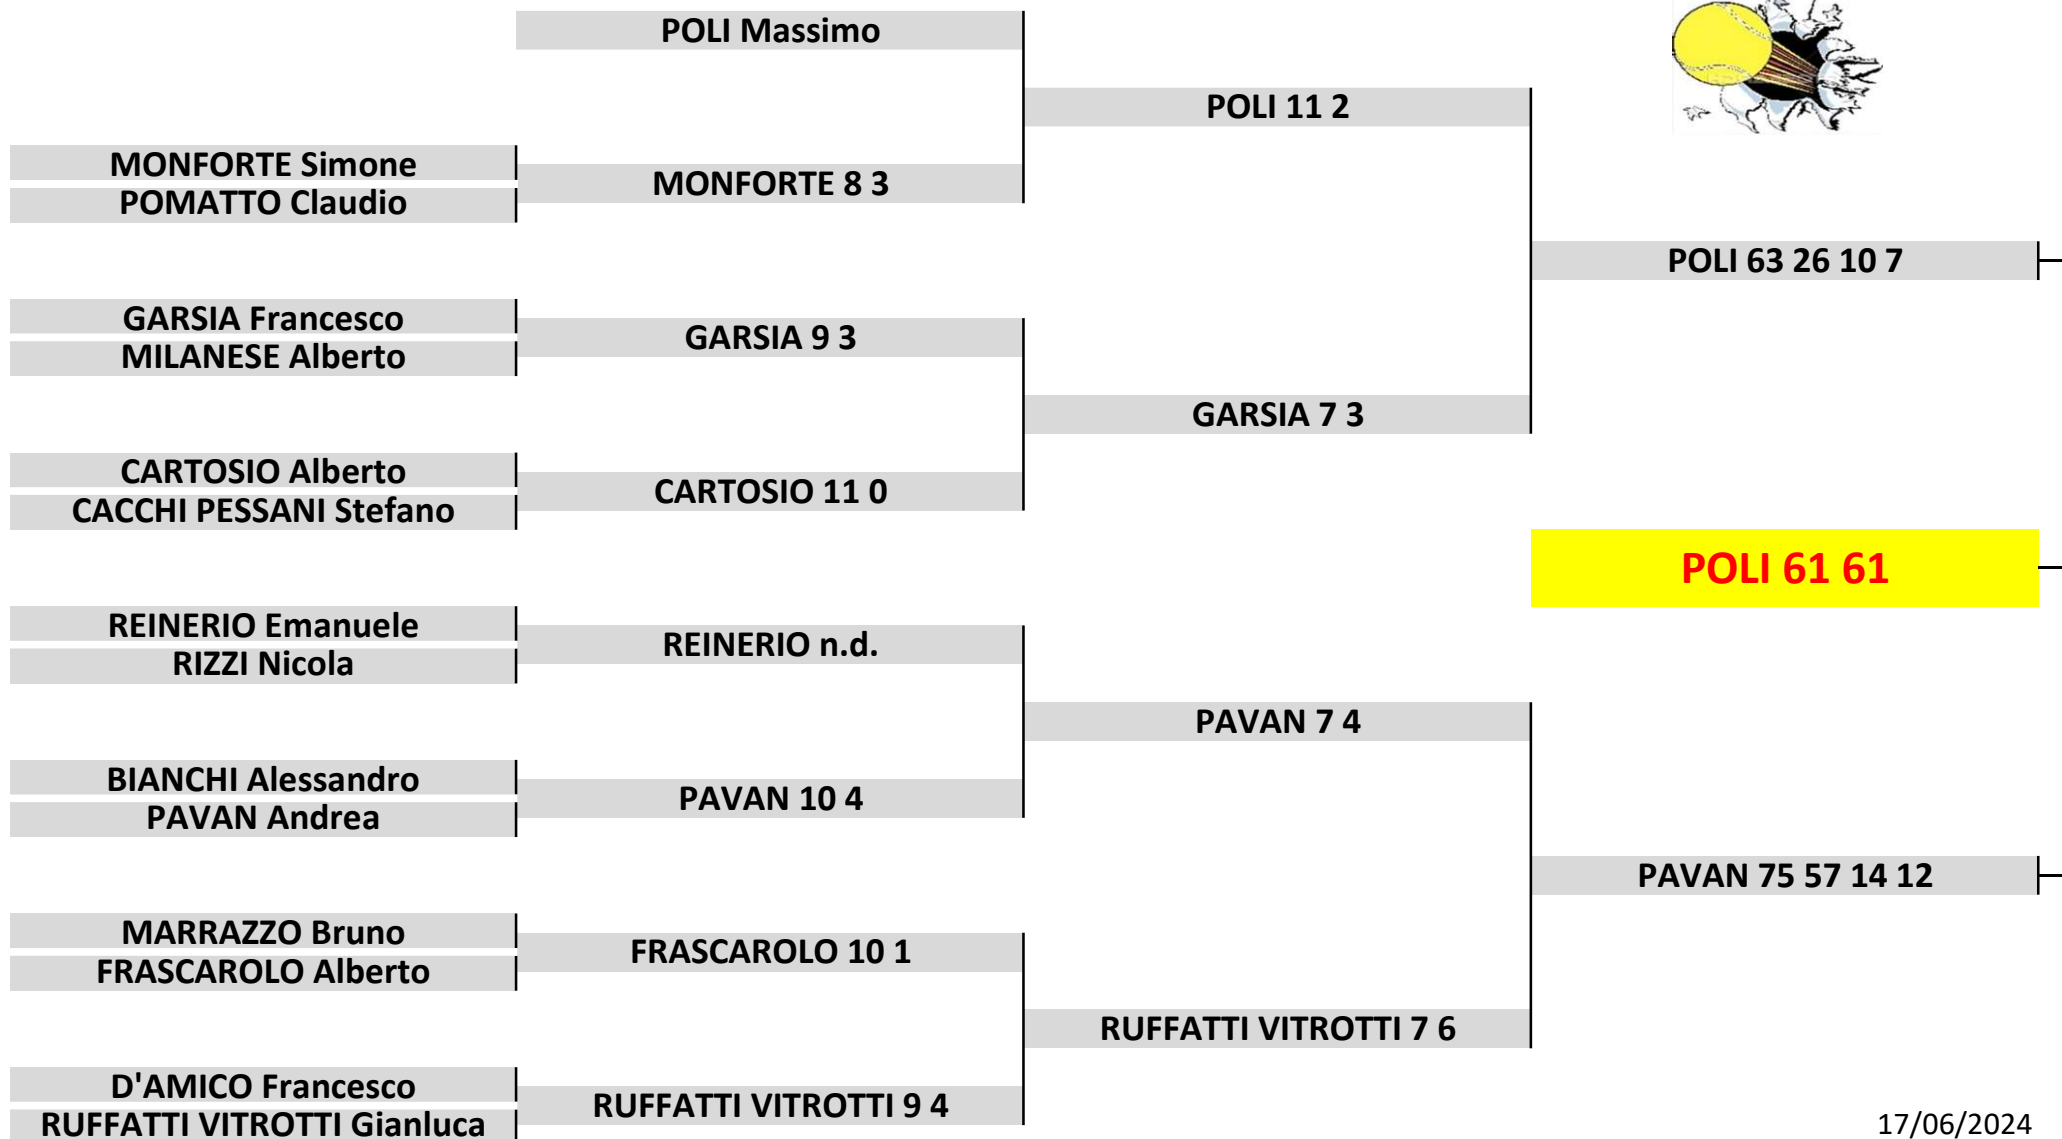 POLI Massimo
POLI 11 2
MONFORTE Simone
MONFORTE 8 3
POMATTO Claudio
POLI 63 26 10 7
GARSIA Francesco
GARSIA 9 3
MILANESE Alberto
GARSIA 7 3
CARTOSIO Alberto
CARTOSIO 11 0
CACCHI PESSANI Stefano
POLI 61 61
REINERIO Emanuele
REINERIO n.d.
RIZZI Nicola
PAVAN 7 4
BIANCHI Alessandro
PAVAN 10 4
PAVAN Andrea
PAVAN 75 57 14 12
MARRAZZO Bruno
FRASCAROLO 10 1
FRASCAROLO Alberto
RUFFATTI VITROTTI 7 6
D'AMICO Francesco
RUFFATTI VITROTTI 9 4
RUFFATTI VITROTTI Gianluca
17/06/2024